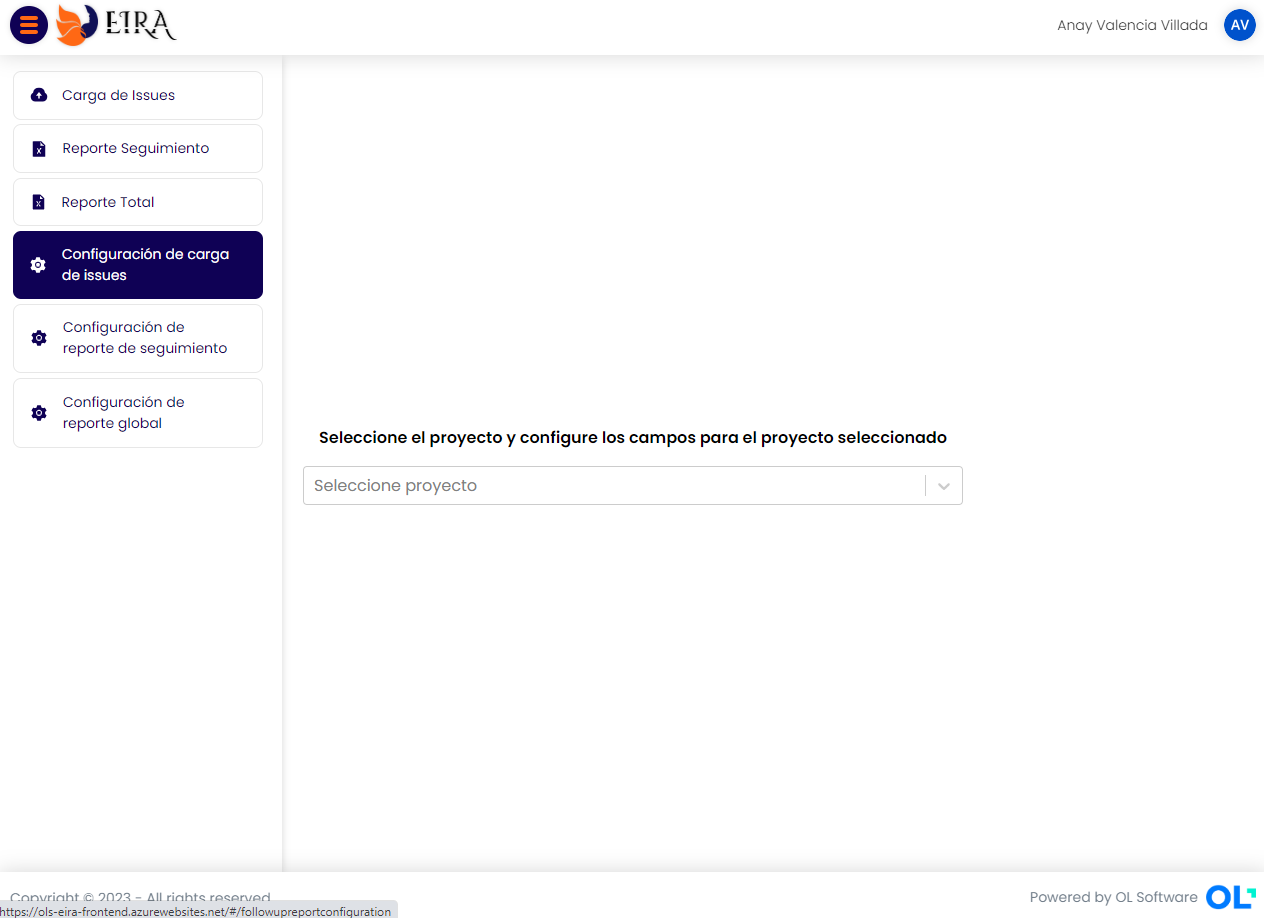 EIRA
Anay Valencia Villada
AV
Carga de Issues
Reporte Seguimiento
Reporte Total
Configuración de carga
de issues
Configuración de
reporte de seguimiento
Configuración de
reporte global
Seleccione el proyecto y configure los campos para el proyecto seleccionado
Seleccione proyecto
Copyright © 2023 - All rights reserved
Powered by OL Software
OL
https://ols-eira-frontend.azurewebsites.net/#/followupreportconfiguration